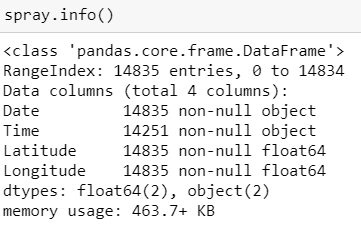 spray.info()
<class 'pandas.core.frame.DataFrame'>
RangeIndex: 14835 entries, 0 to 14834
Data columns (total 4 columns):
Date         14835 non-null object
Time         14251 non-null object
Latitude     14835 non-null float64
Longitude    14835 non-null float64
dtypes: float64(2), object(2)
memory usage: 463.7+ KB